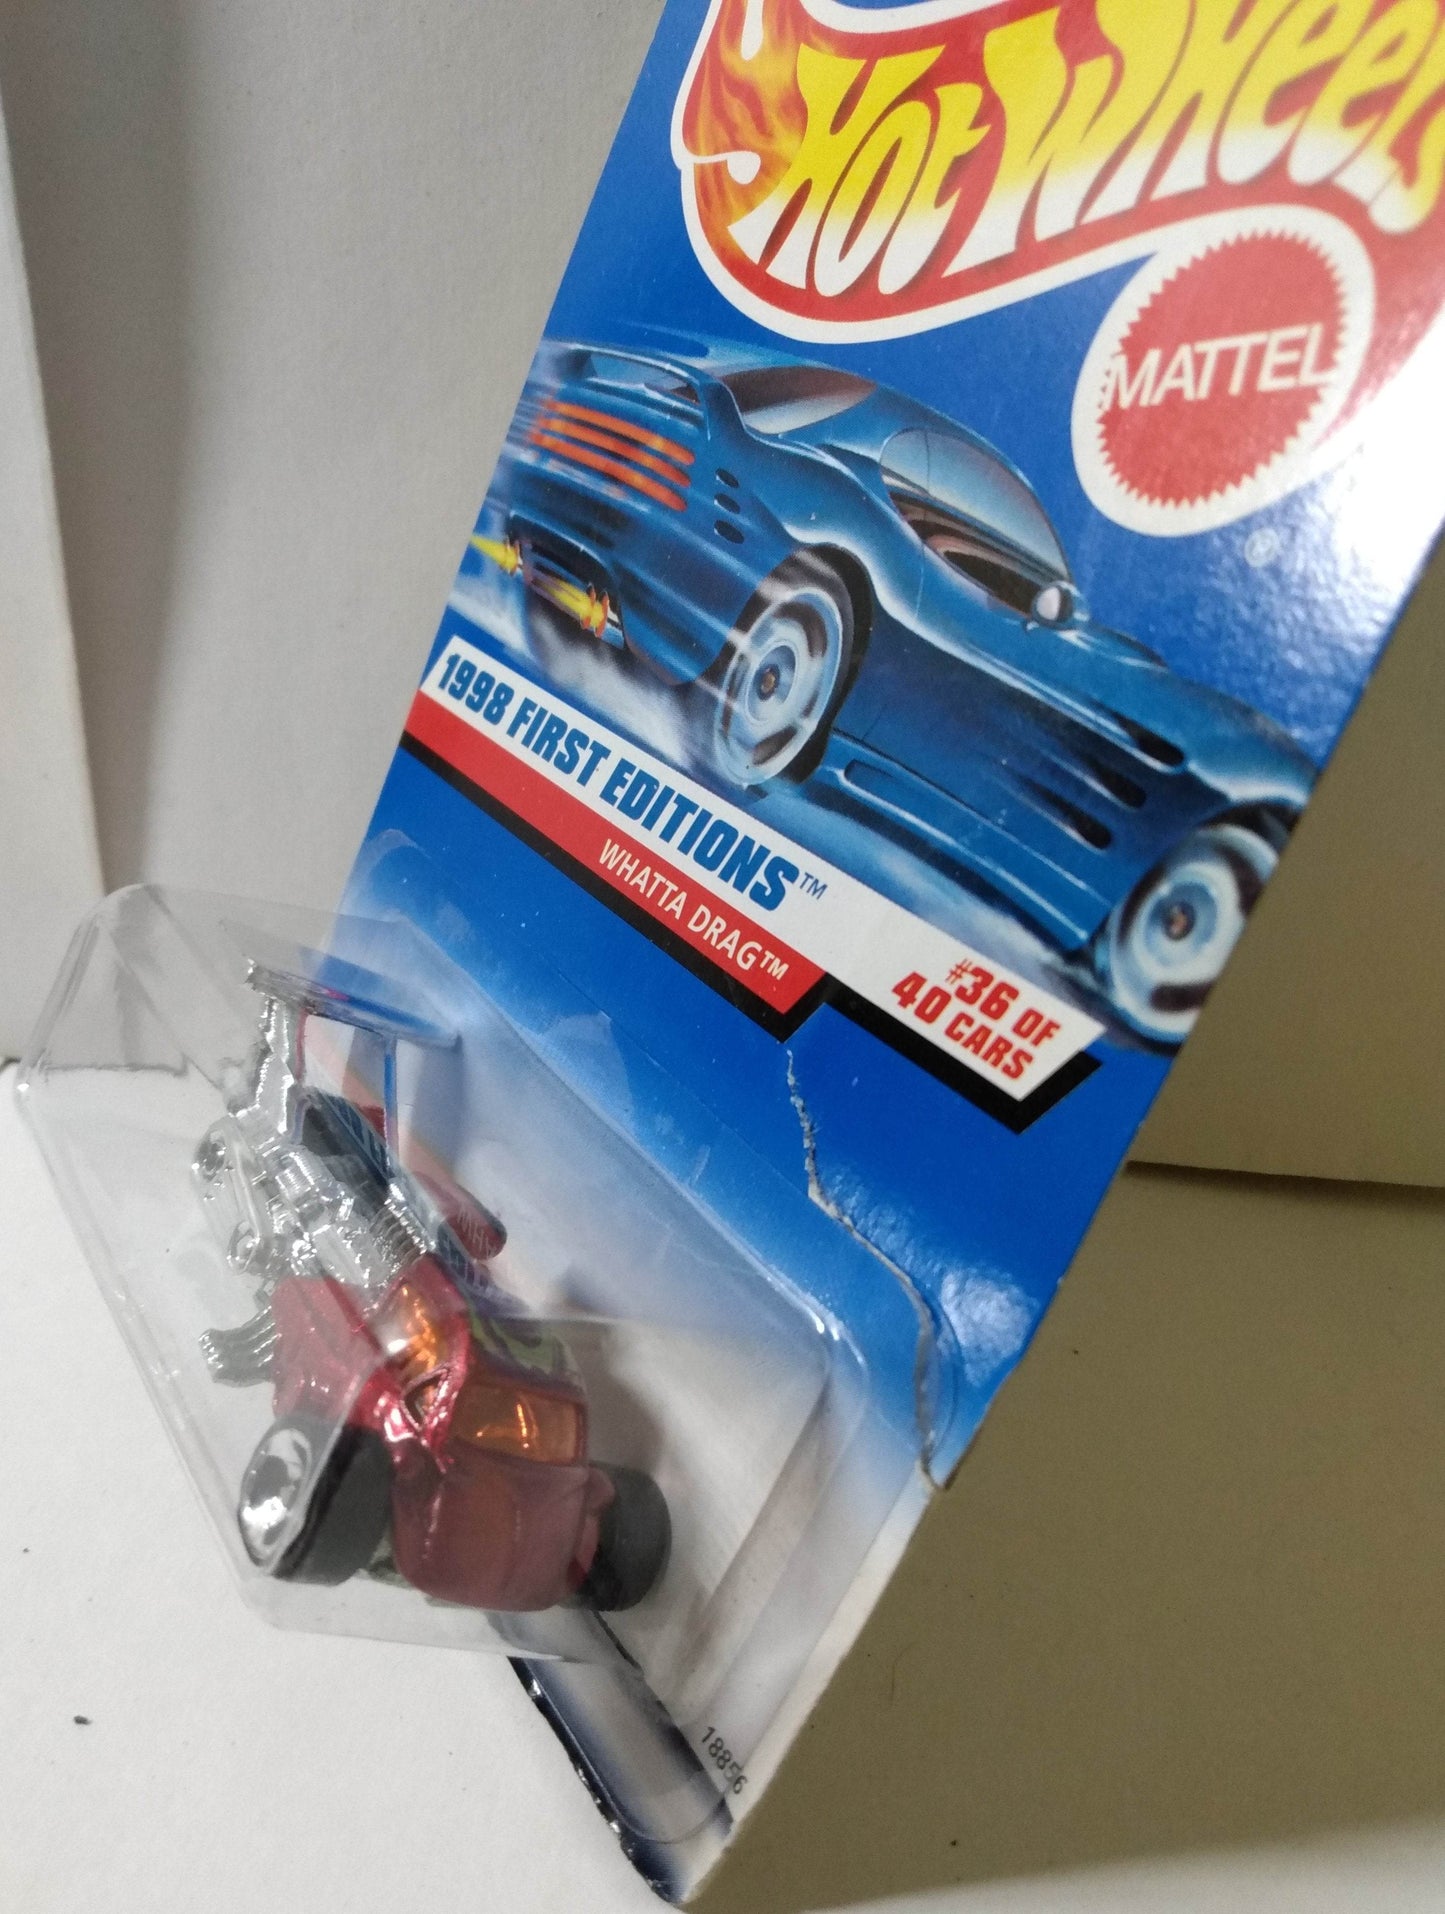 Hot Wheels
MATTEL
®
1998 FIRST EDITIONS™
WHATTA DRAG™
#36 OF
40 CARS
18856